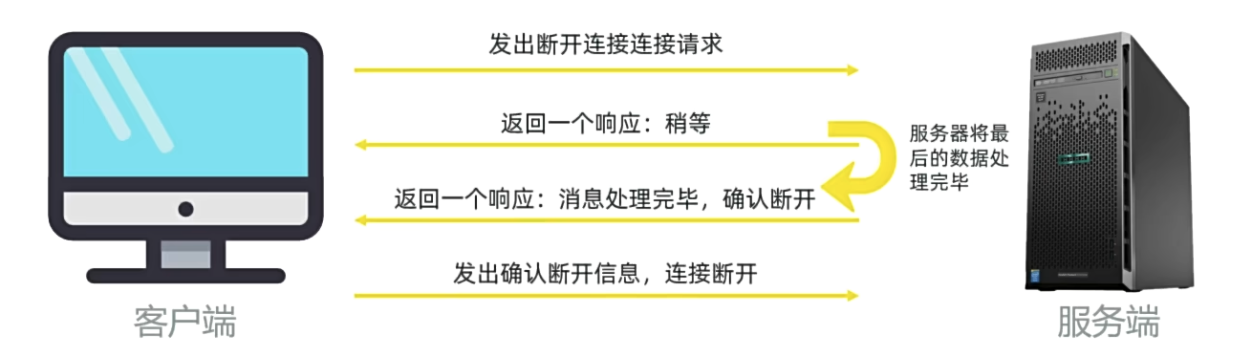 发出断开连接连接请求
返回一个响应：稍等
服务器将最
后的数据处
理完毕
返回一个响应：消息处理完毕，确认断开
发出确认断开信息，连接断开
客户端
服务端